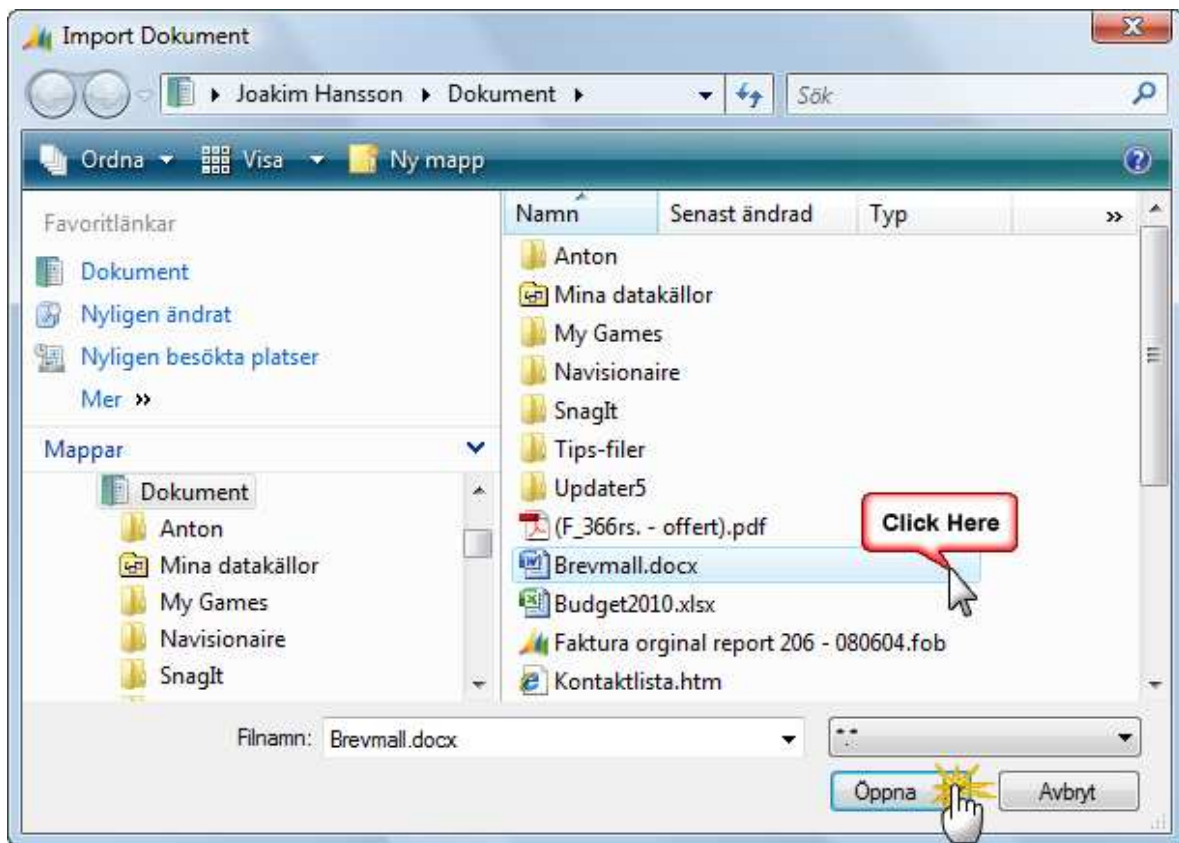 Import Dokument
Joakim Hansson Dokument
Sök
Ordna Visa Ny mapp
Favoritlänkar
Dokument
Nyligen ändrat
Nyligen besökta platser
Mer »
Mappar
Dokument
Anton
Mina datakällor
My Games
Navisionaire
SnagIt
Namn Senast ändrad Typ »
Anton
Mina datakällor
My Games
Navisionaire
SnagIt
Tips-filer
Updater5
(F_366rs. - offert).pdf
Click Here
Brevmall.docx
Budget2010.xlsx
Faktura orginal report 206 - 080604.fob
Kontaktlista.htm
Filnamn: Brevmall.docx
*.*
Öppna Avbryt